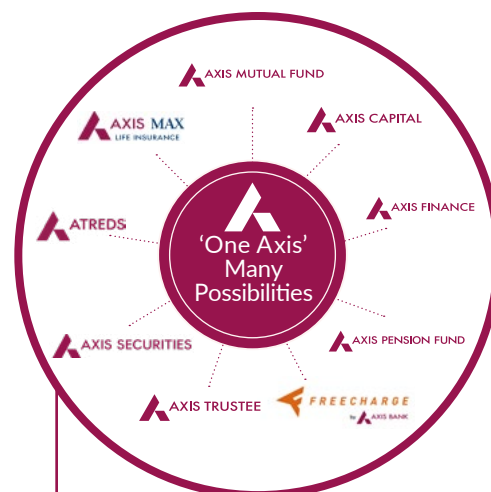 AXIS MUTUAL FUND
AXIS CAPITAL
AXIS MAX
LIFE INSURANCE
AXIS FINANCE
ATREDS
'One Axis'
Many
Possibilities
AXIS SECURITIES
AXIS PENSION FUND
AXIS TRUSTEE
FREECHARGE
by AXIS BANK